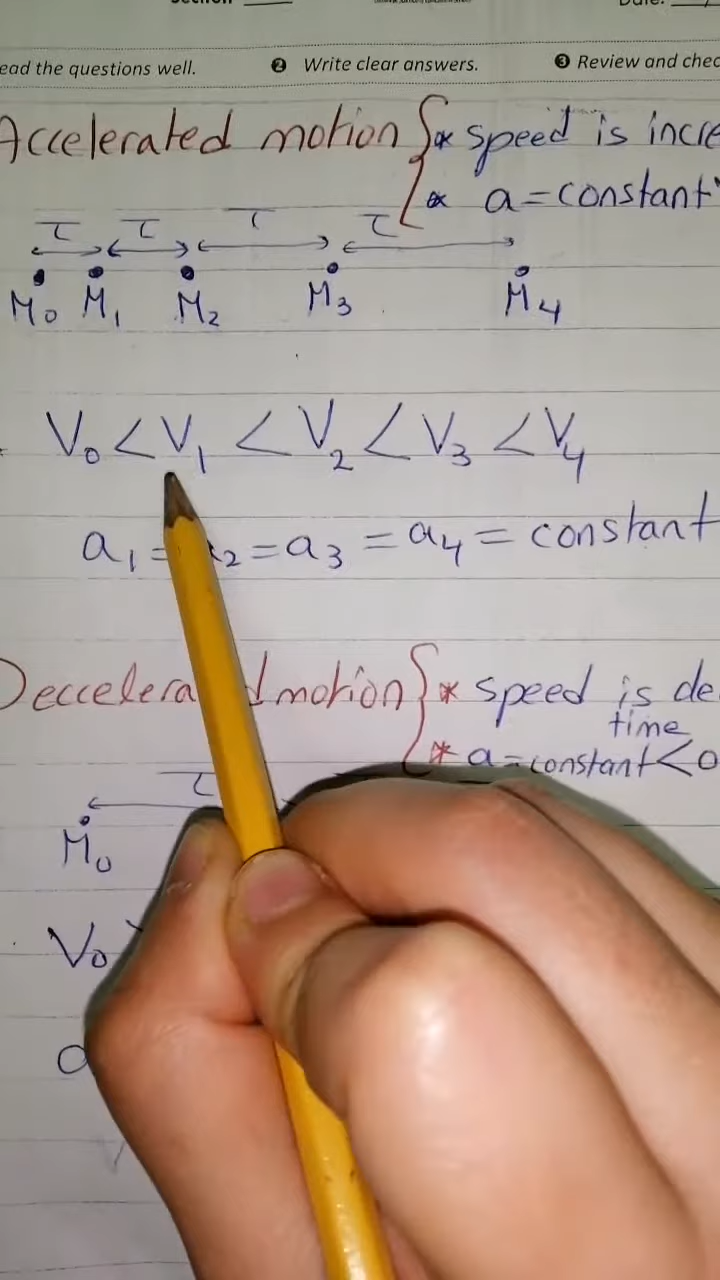 ead the questions well. ❷ Write clear answers. ❸ Review and chec
Accelerated motion { * speed is incre
* a = constant
τ τ τ τ
M₀ M₁ M₂ M₃ M₄
V₀ < V₁ < V₂ < V₃ < V₄
a₁ = a₂ = a₃ = a₄ = constant
Deccelera motion { * speed is de
time
* a = constant < 0
τ
M₀
V₀